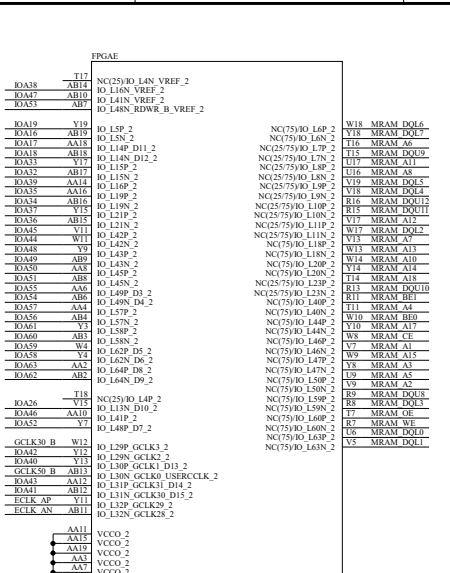 FPGAE
T17 NC(25)/IO_L4N_VREF_2
IOA38 AB14 IO_L16N_VREF_2
IOA47 AB10 IO_L41N_VREF_2
IOA53 AB7 IO_L48N_RDWR_B_VREF_2
IOA19 Y19 IO_L5P_2 NC(75)/IO_L6P_2 W18 MRAM_DQL6
IOA16 AB19 IO_L5N_2 NC(75)/IO_L6N_2 Y18 MRAM_DQL7
IOA17 AA18 IO_L14P_D11_2 NC(25/75)/IO_L7P_2 T16 MRAM_A6
IOA18 AB18 IO_L14N_D12_2 NC(25/75)/IO_L7N_2 T15 MRAM_DQU9
IOA33 Y17 IO_L15P_2 NC(25/75)/IO_L8P_2 U17 MRAM_A11
IOA32 AB17 IO_L15N_2 NC(25/75)/IO_L8N_2 U16 MRAM_A8
IOA39 AA14 IO_L16P_2 NC(75)/IO_L9P_2 V19 MRAM_DQL5
IOA35 AA16 IO_L19P_2 NC(75)/IO_L9N_2 V18 MRAM_DQL4
IOA34 AB16 IO_L19N_2 NC(25/75)/IO_L10P_2 R16 MRAM_DQU12
IOA37 Y15 IO_L21P_2 NC(25/75)/IO_L10N_2 R15 MRAM_DQU11
IOA36 AB15 IO_L21N_2 NC(25/75)/IO_L11P_2 V17 MRAM_A12
IOA45 V11 IO_L42P_2 NC(25/75)/IO_L11N_2 W17 MRAM_DQL2
IOA44 W11 IO_L42N_2 NC(75)/IO_L18P_2 V13 MRAM_A7
IOA48 Y9 IO_L43P_2 NC(75)/IO_L18N_2 W13 MRAM_A13
IOA49 AB9 IO_L43N_2 NC(75)/IO_L20P_2 W14 MRAM_A10
IOA50 AA8 IO_L45P_2 NC(75)/IO_L20N_2 Y14 MRAM_A14
IOA51 AB8 IO_L45N_2 NC(25/75)/IO_L23P_2 T14 MRAM_A18
IOA55 AA6 IO_L49P_D3_2 NC(25/75)/IO_L23N_2 R13 MRAM_DQU10
IOA54 AB6 IO_L49N_D4_2 NC(75)/IO_L40P_2 R11 MRAM_BE1
IOA57 AA4 IO_L57P_2 NC(75)/IO_L40N_2 T11 MRAM_A4
IOA56 AB4 IO_L57N_2 NC(75)/IO_L44P_2 W10 MRAM_BE0
IOA61 Y3 IO_L58P_2 NC(75)/IO_L44N_2 Y10 MRAM_A17
IOA60 AB3 IO_L58N_2 NC(75)/IO_L46P_2 W8 MRAM_CE
IOA59 W4 IO_L62P_D5_2 NC(75)/IO_L46N_2 V7 MRAM_A1
IOA58 Y4 IO_L62N_D6_2 NC(75)/IO_L47P_2 W9 MRAM_A15
IOA63 AA2 IO_L64P_D8_2 NC(75)/IO_L47N_2 Y8 MRAM_A3
IOA62 AB2 IO_L64N_D9_2 NC(75)/IO_L50P_2 U9 MRAM_A5
NC(75)/IO_L50N_2 V9 MRAM_A2
T18 NC(25)/IO_L4P_2 NC(75)/IO_L59P_2 R9 MRAM_DQU8
IOA26 V15 IO_L13N_D10_2 NC(75)/IO_L59N_2 R8 MRAM_DQL3
IOA46 AA10 IO_L41P_2 NC(75)/IO_L60P_2 T7 MRAM_OE
IOA52 Y7 IO_L48P_D7_2 NC(75)/IO_L60N_2 R7 MRAM_WE
NC(75)/IO_L63P_2 U6 MRAM_DQL0
GCLK30_B W12 IO_L29P_GCLK3_2 NC(75)/IO_L63N_2 V5 MRAM_DQL1
IOA42 Y12 IO_L29N_GCLK2_2
IOA40 Y13 IO_L30P_GCLK1_D13_2
GCLK50_B AB13 IO_L30N_GCLK0_USERCCLK_2
IOA43 AA12 IO_L31P_GCLK31_D14_2
IOA41 AB12 IO_L31N_GCLK30_D15_2
ECLK_AP Y11 IO_L32P_GCLK29_2
ECLK_AN AB11 IO_L32N_GCLK28_2
AA11 VCCO_2
AA15 VCCO_2
AA19 VCCO_2
AA3 VCCO_2
AA7 VCCO_2